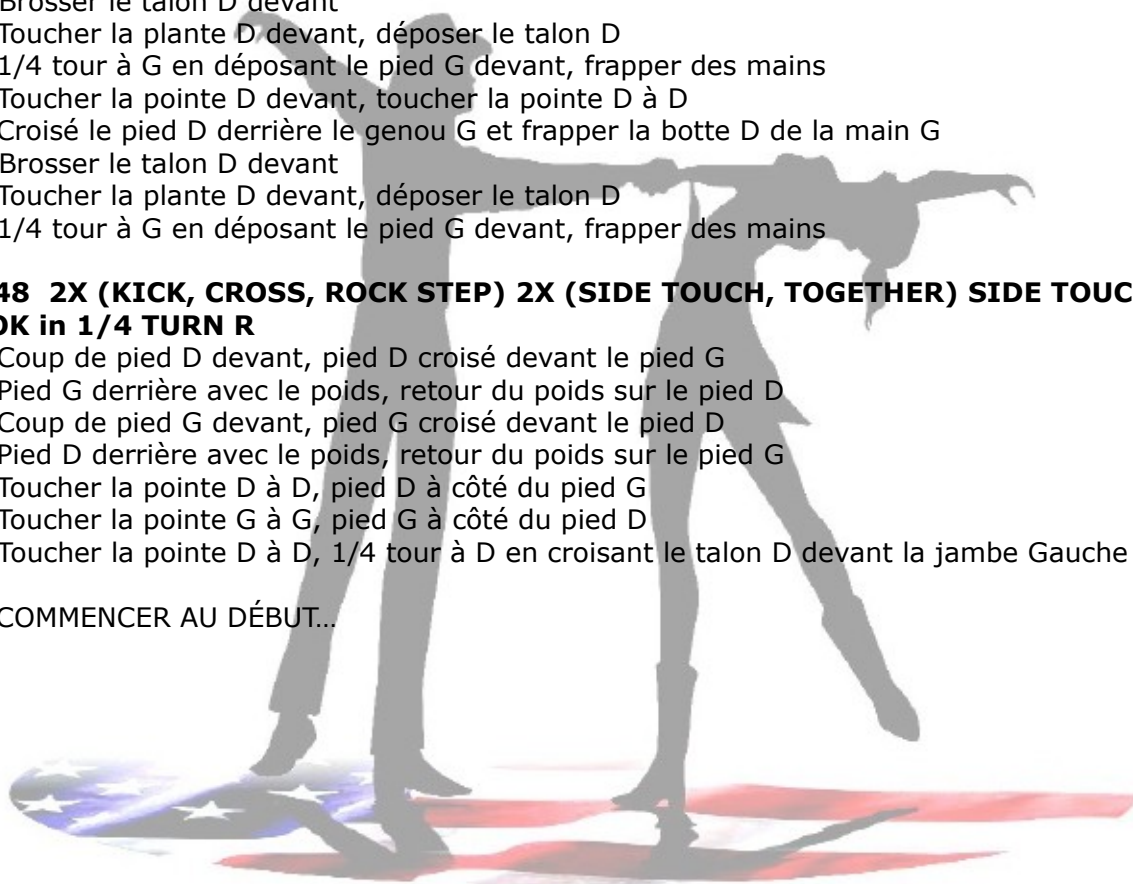 Brosser le talon D devant
Toucher la plante D devant, déposer le talon D
1/4 tour à G en déposant le pied G devant, frapper des mains
Toucher la pointe D devant, toucher la pointe D à D
Croisé le pied D derrière le genou G et frapper la botte D de la main G
Brosser le talon D devant
Toucher la plante D devant, déposer le talon D
1/4 tour à G en déposant le pied G devant, frapper des mains
48 2X (KICK, CROSS, ROCK STEP) 2X (SIDE TOUCH, TOGETHER) SIDE
in 1/4 TURN R
Coup de pied D devant, pied D croisé devant le pied G
Pied G derrière avec le poids, retour du poids sur le pied D
Coup de pied G devant, pied G croisé devant le pied D
Pied D derrière avec le poids, retour du poids sur le pied G
Toucher la pointe D à D, pied D à côté du pied G
Toucher la pointe G à G, pied G à côté du pied D
Toucher la pointe D à D, 1/4 tour à D en croisant le talon D devant la jambe Gauche
COMMENCER AU DÉBUT…